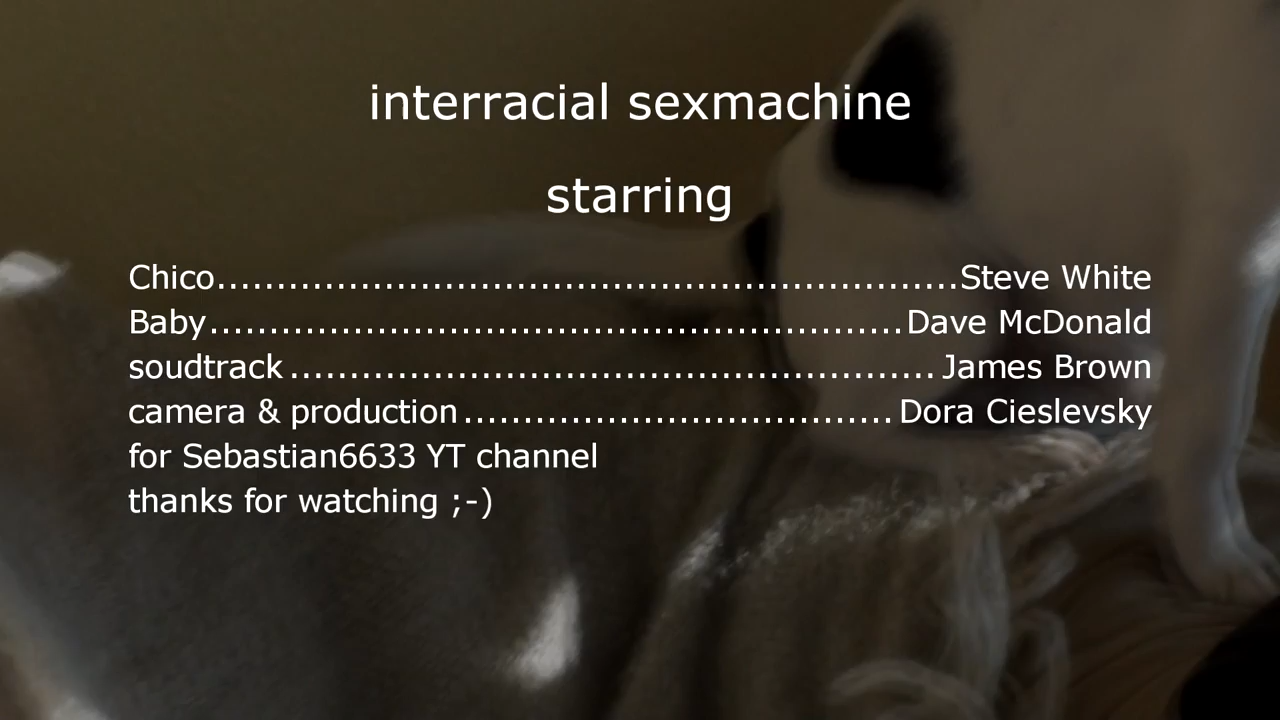 interracial sexmachine
starring
Chico..............................................................Steve White
Baby..........................................................Dave McDonald
soudtrack......................................................James Brown
camera & production....................................Dora Cieslevsky
for Sebastian6633 YT channel
thanks for watching ;-)